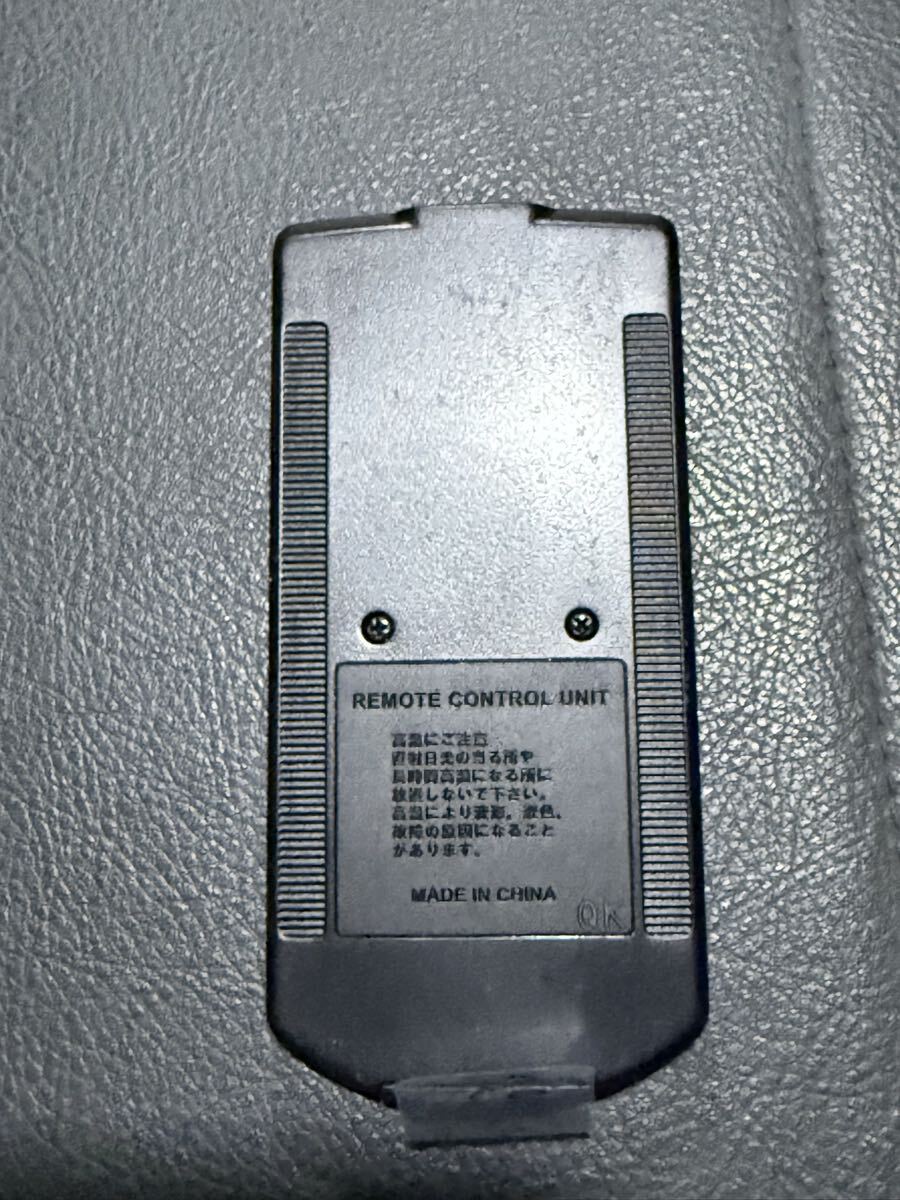 REMOTE CONTROL UNIT
高温にご注意
直射日光の当る所や
長時間高温になる所に
放置しないで下さい。
高温により変形、変色、
故障の原因になること
があります。
MADE IN CHINA
OK